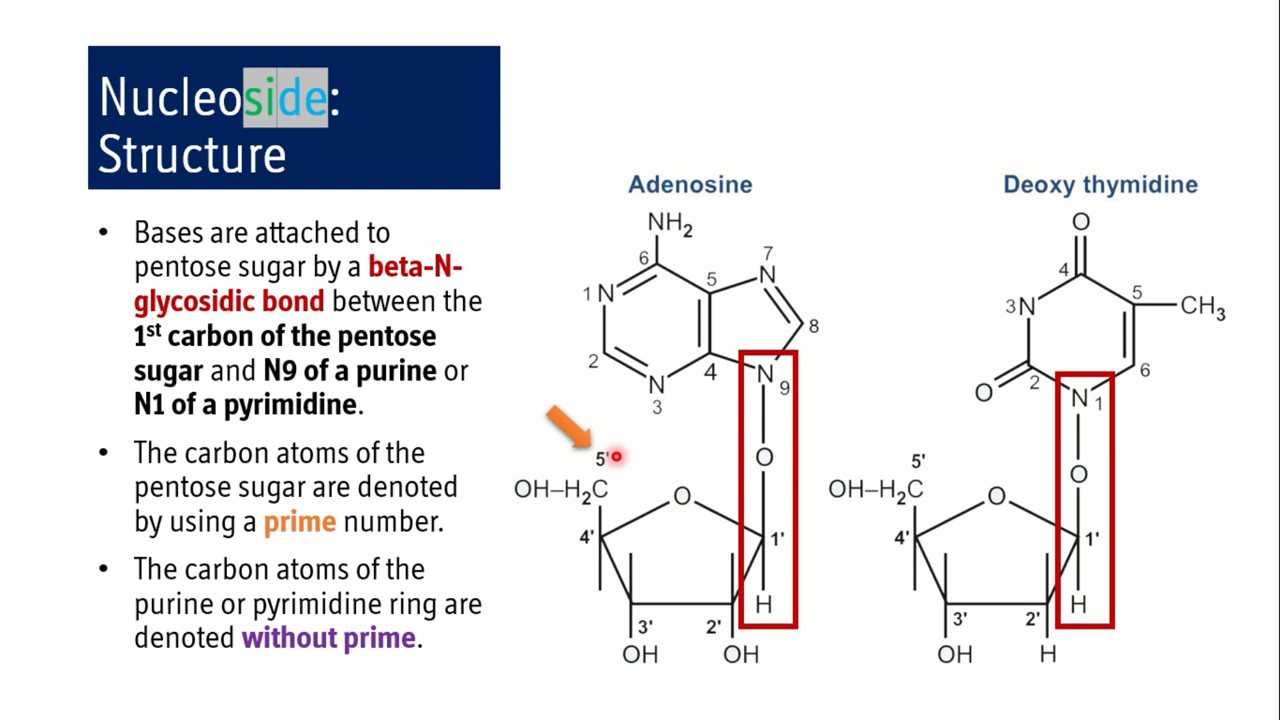 Nucleoside:
Structure
• Bases are attached to
pentose sugar by a beta-N-
glycosidic bond between the
1st carbon of the pentose
sugar and N9 of a purine or
N1 of a pyrimidine.
• The carbon atoms of the
pentose sugar are denoted
by using a prime number.
• The carbon atoms of the
purine or pyrimidine ring are
denoted without prime.
Adenosine
NH2
6
5
7
1 N
N
8
2
N
3
4
N
9
O
5'
OH–H2C
O
4'
1'
H
3'
2'
OH
OH
Deoxy thymidine
O
4
5
3 N
CH3
6
O
2
N 1
O
5'
OH–H2C
O
4'
1'
H
3'
2'
OH
H